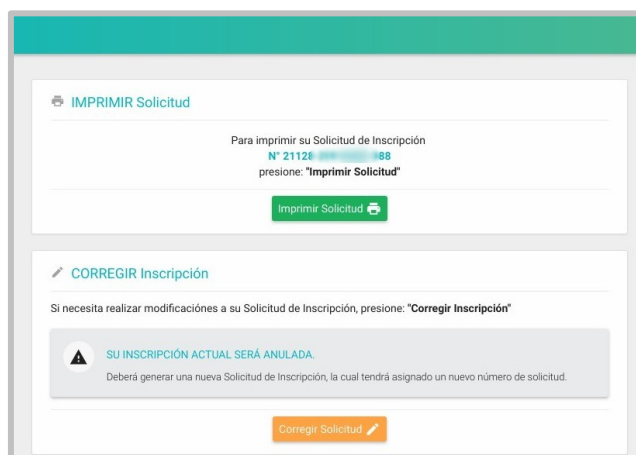 IMPRIMIR Solicitud
Para imprimir su Solicitud de Inscripción
N° 21128 988
presione: "Imprimir Solicitud"
Imprimir Solicitud
CORREGIR Inscripción
Si necesita realizar modificaciónes a su Solicitud de Inscripción, presione: "Corregir Inscripción"
SU INSCRIPCIÓN ACTUAL SERÁ ANULADA.
Deberá generar una nueva Solicitud de Inscripción, la cual tendrá asignado un nuevo número de solicitud.
Corregir Solicitud